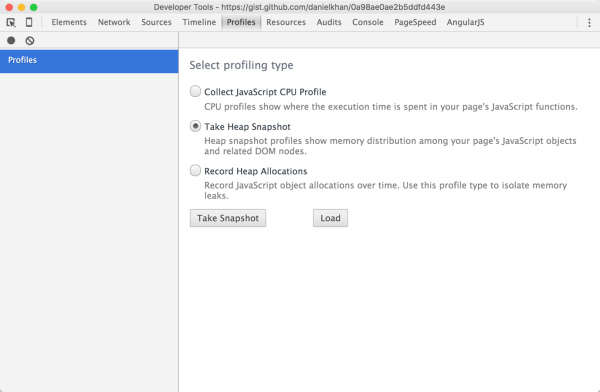 Developer Tools - https://gist.github.com/danielkhan/0a98ae0ae2b5ddfd443e
Elements Network Sources Timeline Profiles Resources Audits Console PageSpeed AngularJS
Profiles
Select profiling type
Collect JavaScript CPU Profile
CPU profiles show where the execution time is spent in your page's JavaScript functions.
Take Heap Snapshot
Heap snapshot profiles show memory distribution among your page's JavaScript objects
and related DOM nodes.
Record Heap Allocations
Record JavaScript object allocations over time. Use this profile type to isolate memory
leaks.
Take Snapshot Load